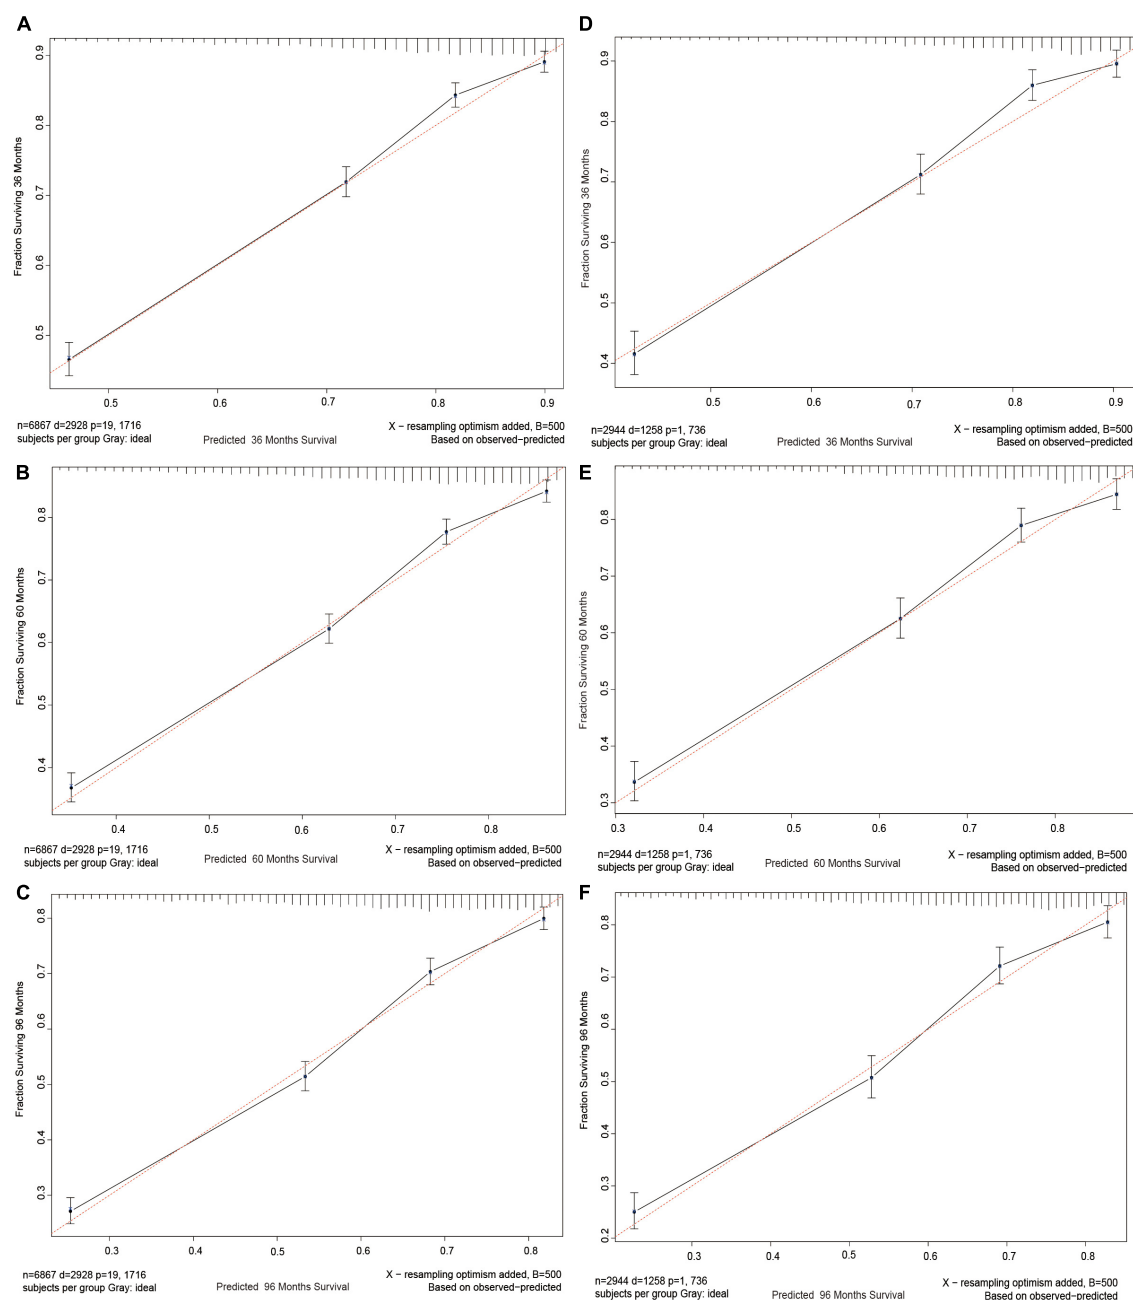 A
Fraction Surviving 36 Months
0.9
0.8
0.7
0.6
0.5
0.5 0.6 0.7 0.8 0.9
n=6867 d=2928 p=19, 1716
subjects per group Gray: ideal
Predicted 36 Months Survival
X − resampling optimism added, B=500
Based on observed−predicted
D
Fraction Surviving 36 Months
0.9
0.8
0.7
0.6
0.5
0.4
0.5 0.6 0.7 0.8 0.9
n=2944 d=1258 p=1, 736
subjects per group Gray: ideal
Predicted 36 Months Survival
X − resampling optimism added, B=500
Based on observed−predicted
B
Fraction Surviving 60 Months
0.8
0.7
0.6
0.5
0.4
0.4 0.5 0.6 0.7 0.8
n=6867 d=2928 p=19, 1716
subjects per group Gray: ideal
Predicted 60 Months Survival
X − resampling optimism added, B=500
Based on observed−predicted
E
Fraction Surviving 60 Months
0.8
0.7
0.6
0.5
0.4
0.3
0.3 0.4 0.5 0.6 0.7 0.8
n=2944 d=1258 p=1, 736
subjects per group Gray: ideal
Predicted 60 Months Survival
X − resampling optimism added, B=500
Based on observed−predicted
C
Fraction Surviving 96 Months
0.8
0.7
0.6
0.5
0.4
0.3
0.3 0.4 0.5 0.6 0.7 0.8
n=6867 d=2928 p=19, 1716
subjects per group Gray: ideal
Predicted 96 Months Survival
X − resampling optimism added, B=500
Based on observed−predicted
F
Fraction Surviving 96 Months
0.8
0.7
0.6
0.5
0.4
0.3
0.2
0.3 0.4 0.5 0.6 0.7 0.8
n=2944 d=1258 p=1, 736
subjects per group Gray: ideal
Predicted 96 Months Survival
X − resampling optimism added, B=500
Based on observed−predicted